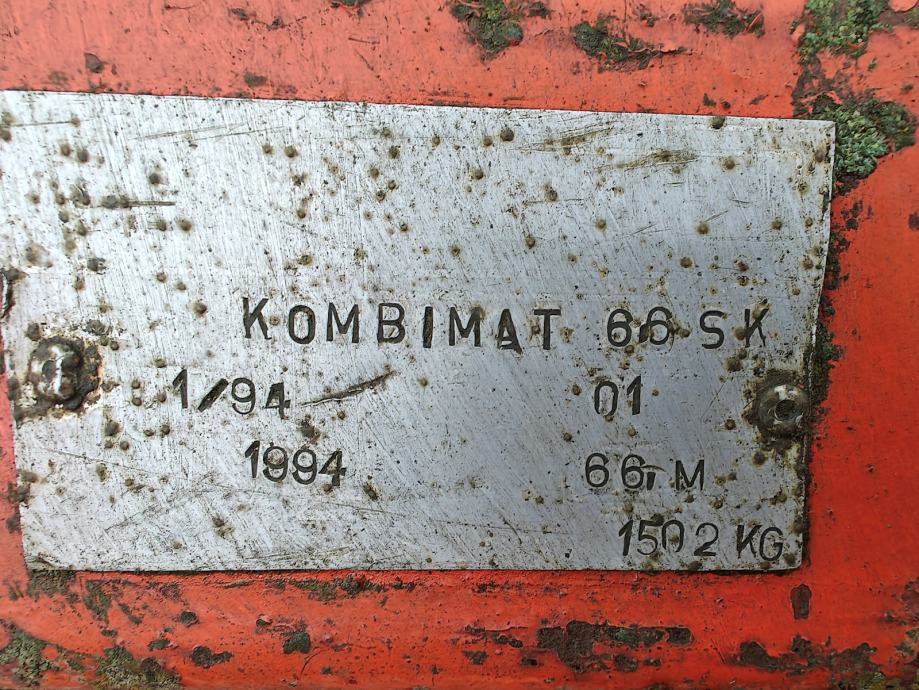 KOMBIMAT 66 SK
1/94 01
1994 66 M
1502 KG